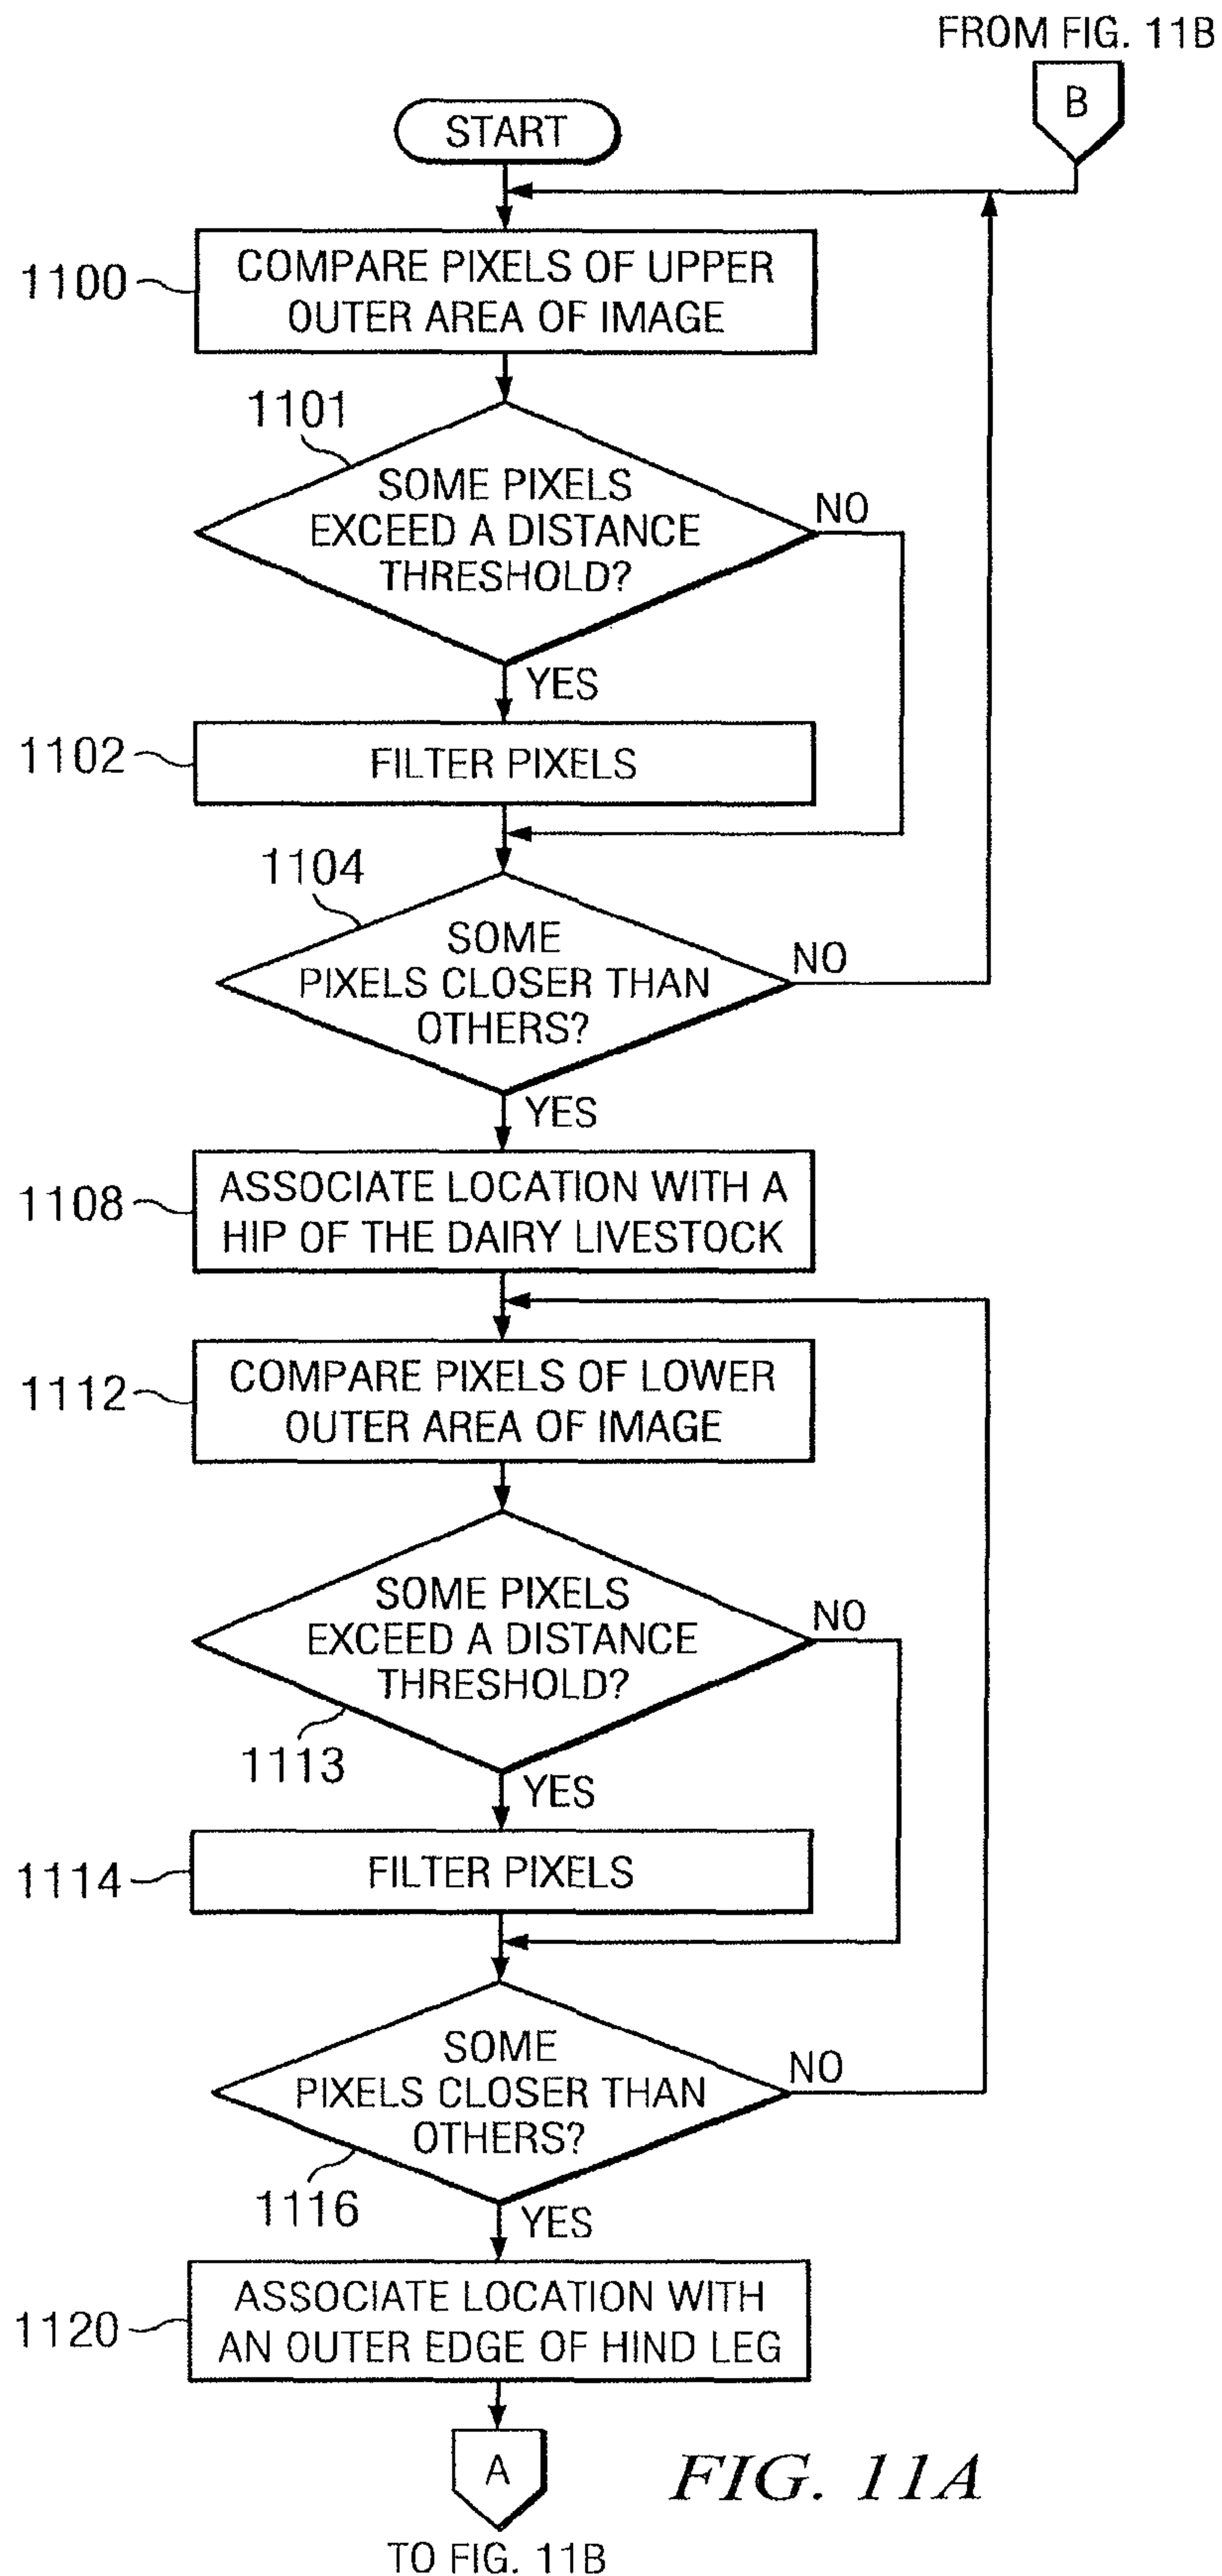 FROM FIG. 11B
B
START
1100
COMPARE PIXELS OF UPPER
OUTER AREA OF IMAGE
1101
SOME PIXELS
EXCEED A DISTANCE
THRESHOLD?
NO
YES
1102
FILTER PIXELS
1104
SOME
PIXELS CLOSER THAN
OTHERS?
NO
YES
1108
ASSOCIATE LOCATION WITH A
HIP OF THE DAIRY LIVESTOCK
1112
COMPARE PIXELS OF LOWER
OUTER AREA OF IMAGE
SOME PIXELS
EXCEED A DISTANCE
THRESHOLD?
NO
1113
YES
1114
FILTER PIXELS
SOME
PIXELS CLOSER THAN
OTHERS?
NO
1116
YES
1120
ASSOCIATE LOCATION WITH
AN OUTER EDGE OF HIND LEG
A
FIG. 11A
TO FIG. 11B